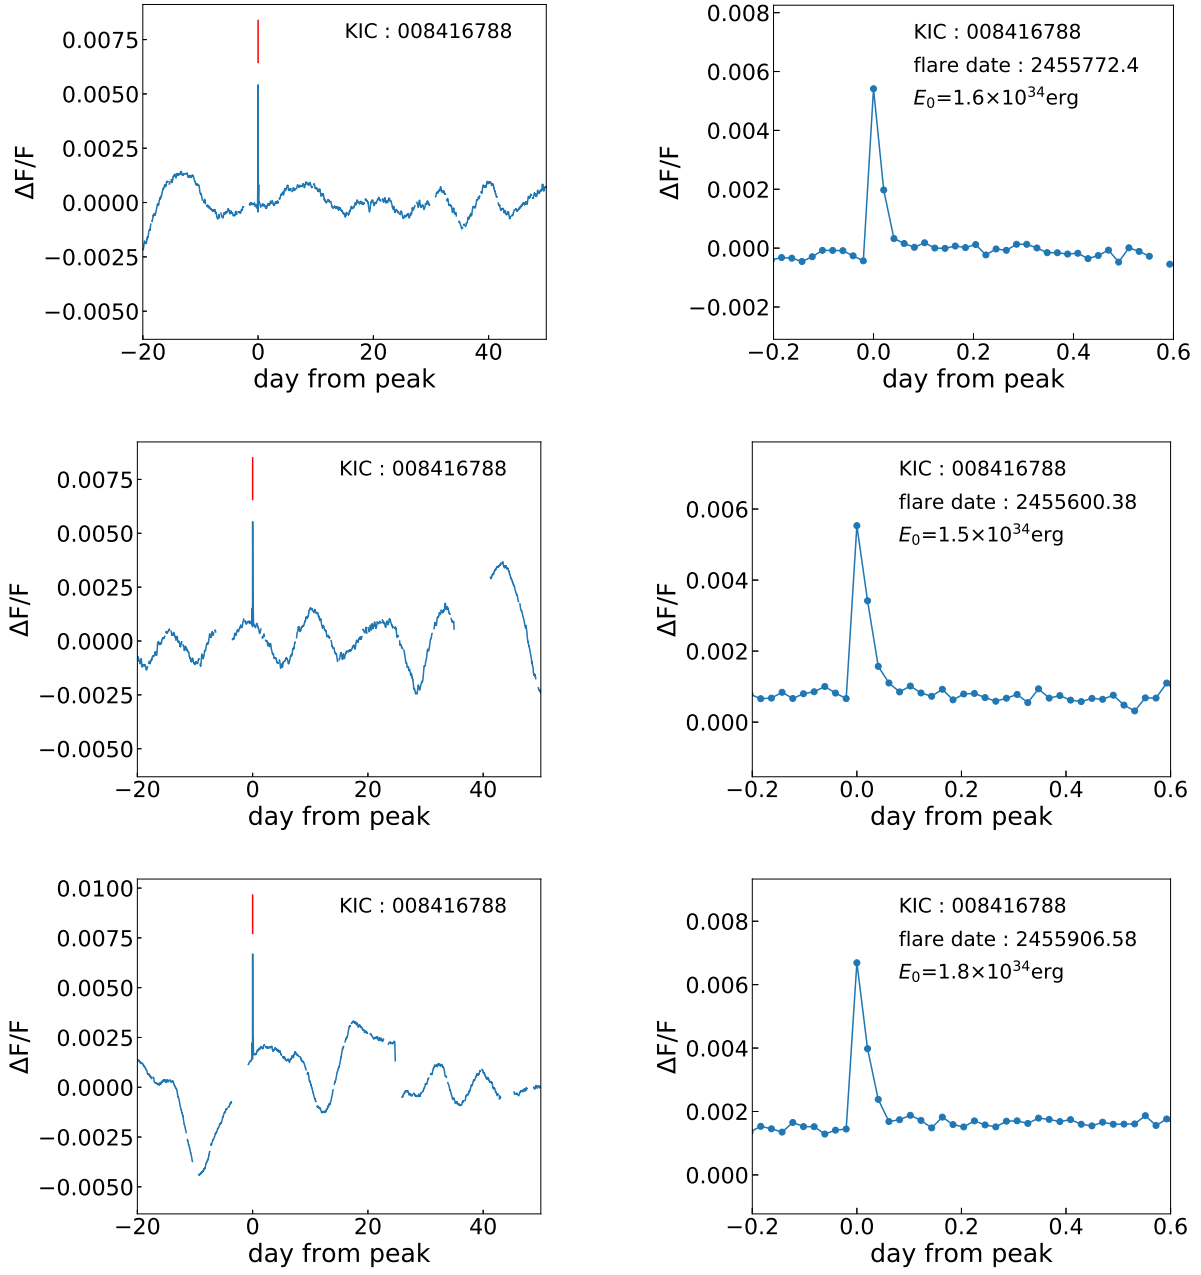 KIC : 008416788
0.0075
0.0050
0.0025
0.0000
−0.0025
−0.0050
ΔF/F
−20 0 20 40
day from peak
KIC : 008416788
flare date : 2455772.4
E₀=1.6×10³⁴erg
0.008
0.006
0.004
0.002
0.000
−0.002
ΔF/F
−0.2 0.0 0.2 0.4 0.6
day from peak
KIC : 008416788
0.0075
0.0050
0.0025
0.0000
−0.0025
−0.0050
ΔF/F
−20 0 20 40
day from peak
KIC : 008416788
flare date : 2455600.38
E₀=1.5×10³⁴erg
0.006
0.004
0.002
0.000
ΔF/F
−0.2 0.0 0.2 0.4 0.6
day from peak
KIC : 008416788
0.0100
0.0075
0.0050
0.0025
0.0000
−0.0025
−0.0050
ΔF/F
−20 0 20 40
day from peak
KIC : 008416788
flare date : 2455906.58
E₀=1.8×10³⁴erg
0.008
0.006
0.004
0.002
0.000
ΔF/F
−0.2 0.0 0.2 0.4 0.6
day from peak